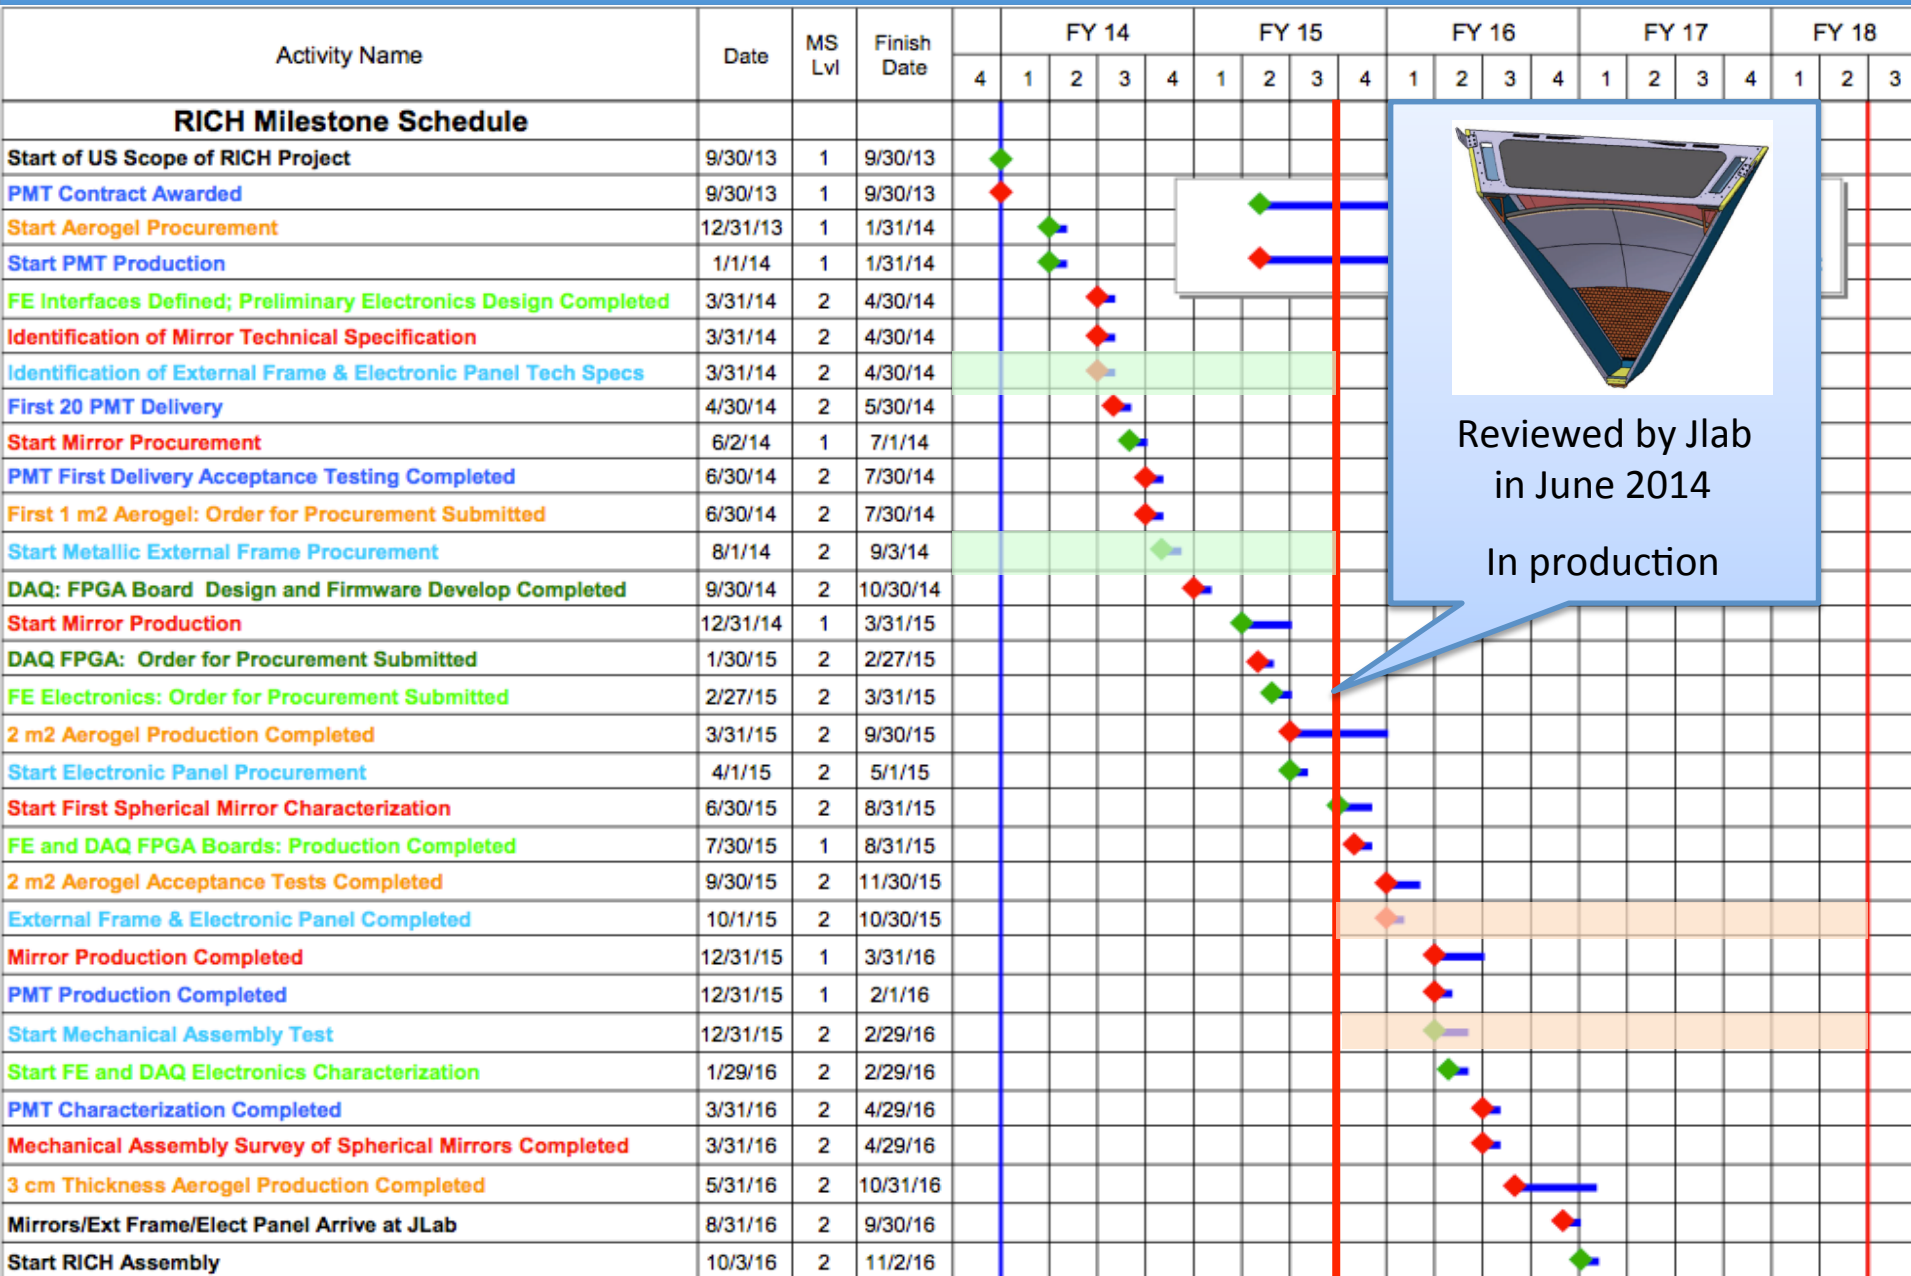 Activity Name Date MS Lvl Finish Date FY 14 FY 15 FY 16 FY 17 FY 18
4 1 2 3 4 1 2 3 4 1 2 3 4 1 2 3 4 1 2 3
RICH Milestone Schedule
Start of US Scope of RICH Project 9/30/13 1 9/30/13
PMT Contract Awarded 9/30/13 1 9/30/13
Start Aerogel Procurement 12/31/13 1 1/31/14
Start PMT Production 1/1/14 1 1/31/14
FE Interfaces Defined; Preliminary Electronics Design Completed 3/31/14 2 4/30/14
Identification of Mirror Technical Specification 3/31/14 2 4/30/14
Identification of External Frame & Electronic Panel Tech Specs 3/31/14 2 4/30/14
First 20 PMT Delivery 4/30/14 2 5/30/14
Start Mirror Procurement 6/2/14 1 7/1/14
PMT First Delivery Acceptance Testing Completed 6/30/14 2 7/30/14
First 1 m2 Aerogel: Order for Procurement Submitted 6/30/14 2 7/30/14
Start Metallic External Frame Procurement 8/1/14 2 9/3/14
DAQ: FPGA Board Design and Firmware Develop Completed 9/30/14 2 10/30/14
Start Mirror Production 12/31/14 1 3/31/15
DAQ FPGA: Order for Procurement Submitted 1/30/15 2 2/27/15
FE Electronics: Order for Procurement Submitted 2/27/15 2 3/31/15
2 m2 Aerogel Production Completed 3/31/15 2 9/30/15
Start Electronic Panel Procurement 4/1/15 2 5/1/15
Start First Spherical Mirror Characterization 6/30/15 2 8/31/15
FE and DAQ FPGA Boards: Production Completed 7/30/15 1 8/31/15
2 m2 Aerogel Acceptance Tests Completed 9/30/15 2 11/30/15
External Frame & Electronic Panel Completed 10/1/15 2 10/30/15
Mirror Production Completed 12/31/15 1 3/31/16
PMT Production Completed 12/31/15 1 2/1/16
Start Mechanical Assembly Test 12/31/15 2 2/29/16
Start FE and DAQ Electronics Characterization 1/29/16 2 2/29/16
PMT Characterization Completed 3/31/16 2 4/29/16
Mechanical Assembly Survey of Spherical Mirrors Completed 3/31/16 2 4/29/16
3 cm Thickness Aerogel Production Completed 5/31/16 2 10/31/16
Mirrors/Ext Frame/Elect Panel Arrive at JLab 8/31/16 2 9/30/16
Start RICH Assembly 10/3/16 2 11/2/16
Reviewed by Jlab
in June 2014
In production